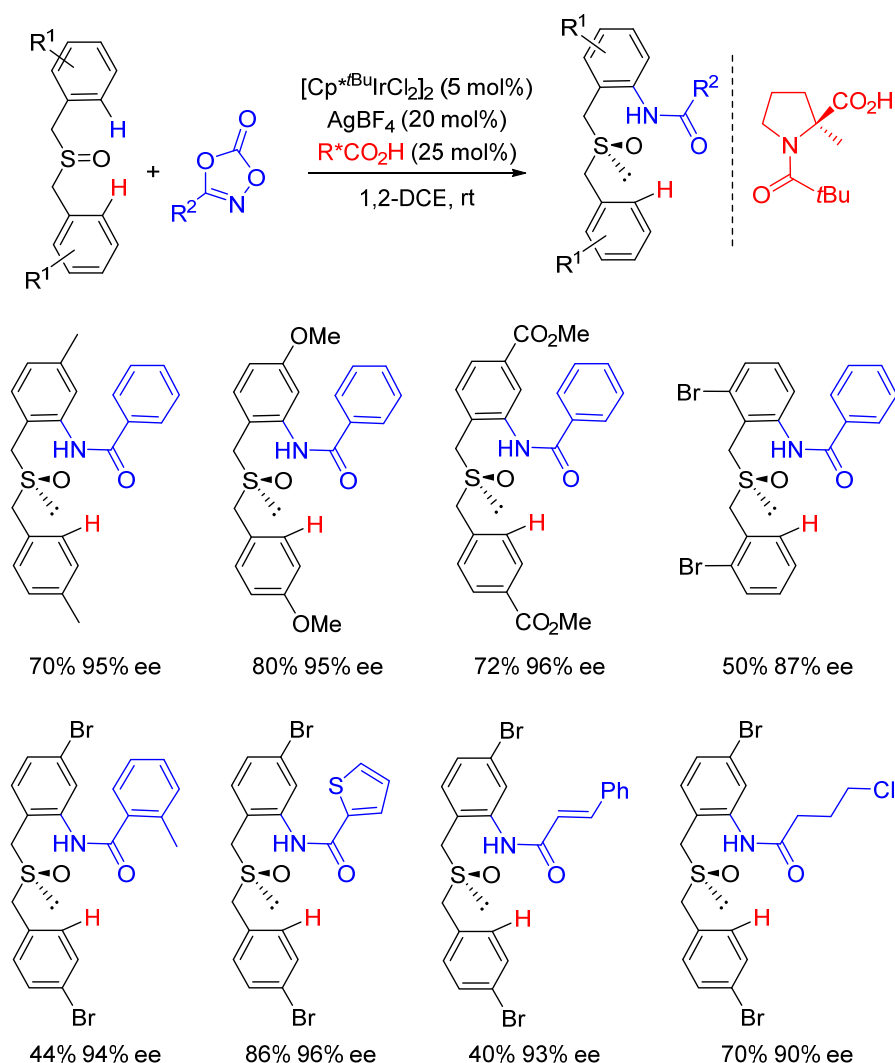 R¹
H
S=O
H
R¹
+
O
O
O
N
R²
[Cp*ᵗᴮᵘIrCl₂]₂ (5 mol%)
AgBF₄ (20 mol%)
R*CO₂H (25 mol%)
1,2-DCE, rt
R¹
R²
HN
O
S
O
H
R¹
CO₂H
N
O
tBu
HN
O
S
O
H
70% 95% ee
OMe
HN
O
S
O
H
OMe
80% 95% ee
CO₂Me
HN
O
S
O
H
CO₂Me
72% 96% ee
Br
HN
O
S
O
H
Br
50% 87% ee
Br
HN
O
S
O
H
Br
44% 94% ee
Br
S
HN
O
S
O
H
Br
86% 96% ee
Br
Ph
HN
O
S
O
H
Br
40% 93% ee
Br
Cl
HN
O
S
O
H
Br
70% 90% ee